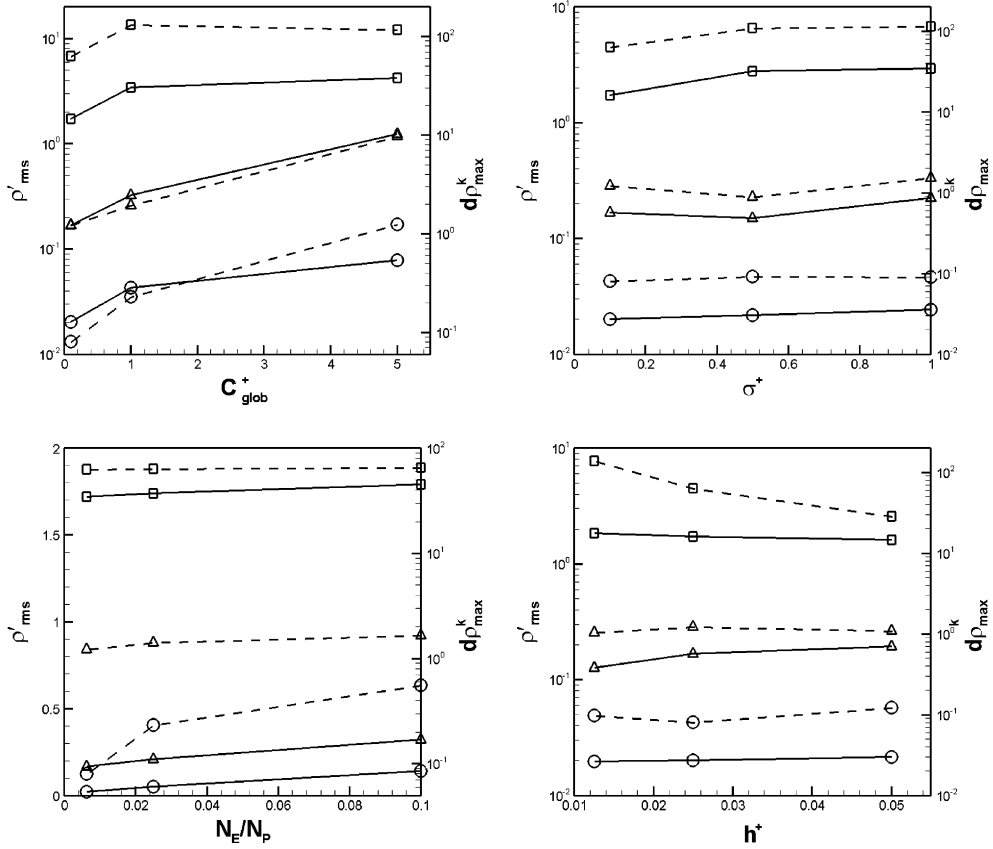 10¹ 10⁰ 10⁻¹ 10⁻²
ρ′rms
10² 10¹ 10⁰ 10⁻¹
dρᵏmax
0 1 2 3 4 5
C⁺glob
10¹ 10⁰ 10⁻¹ 10⁻²
ρ′rms
10² 10¹ 10⁰ 10⁻¹ 10⁻²
dρᵏmax
0 0.2 0.4 0.6 0.8 1
σ⁺
2 1.5 1 0.5 0
ρ′rms
10² 10¹ 10⁰ 10⁻¹
dρᵏmax
0 0.02 0.04 0.06 0.08 0.1
N_E/N_P
10¹ 10⁰ 10⁻¹ 10⁻²
ρ′rms
10² 10¹ 10⁰ 10⁻¹ 10⁻²
dρᵏmax
0.01 0.02 0.03 0.04 0.05
h⁺